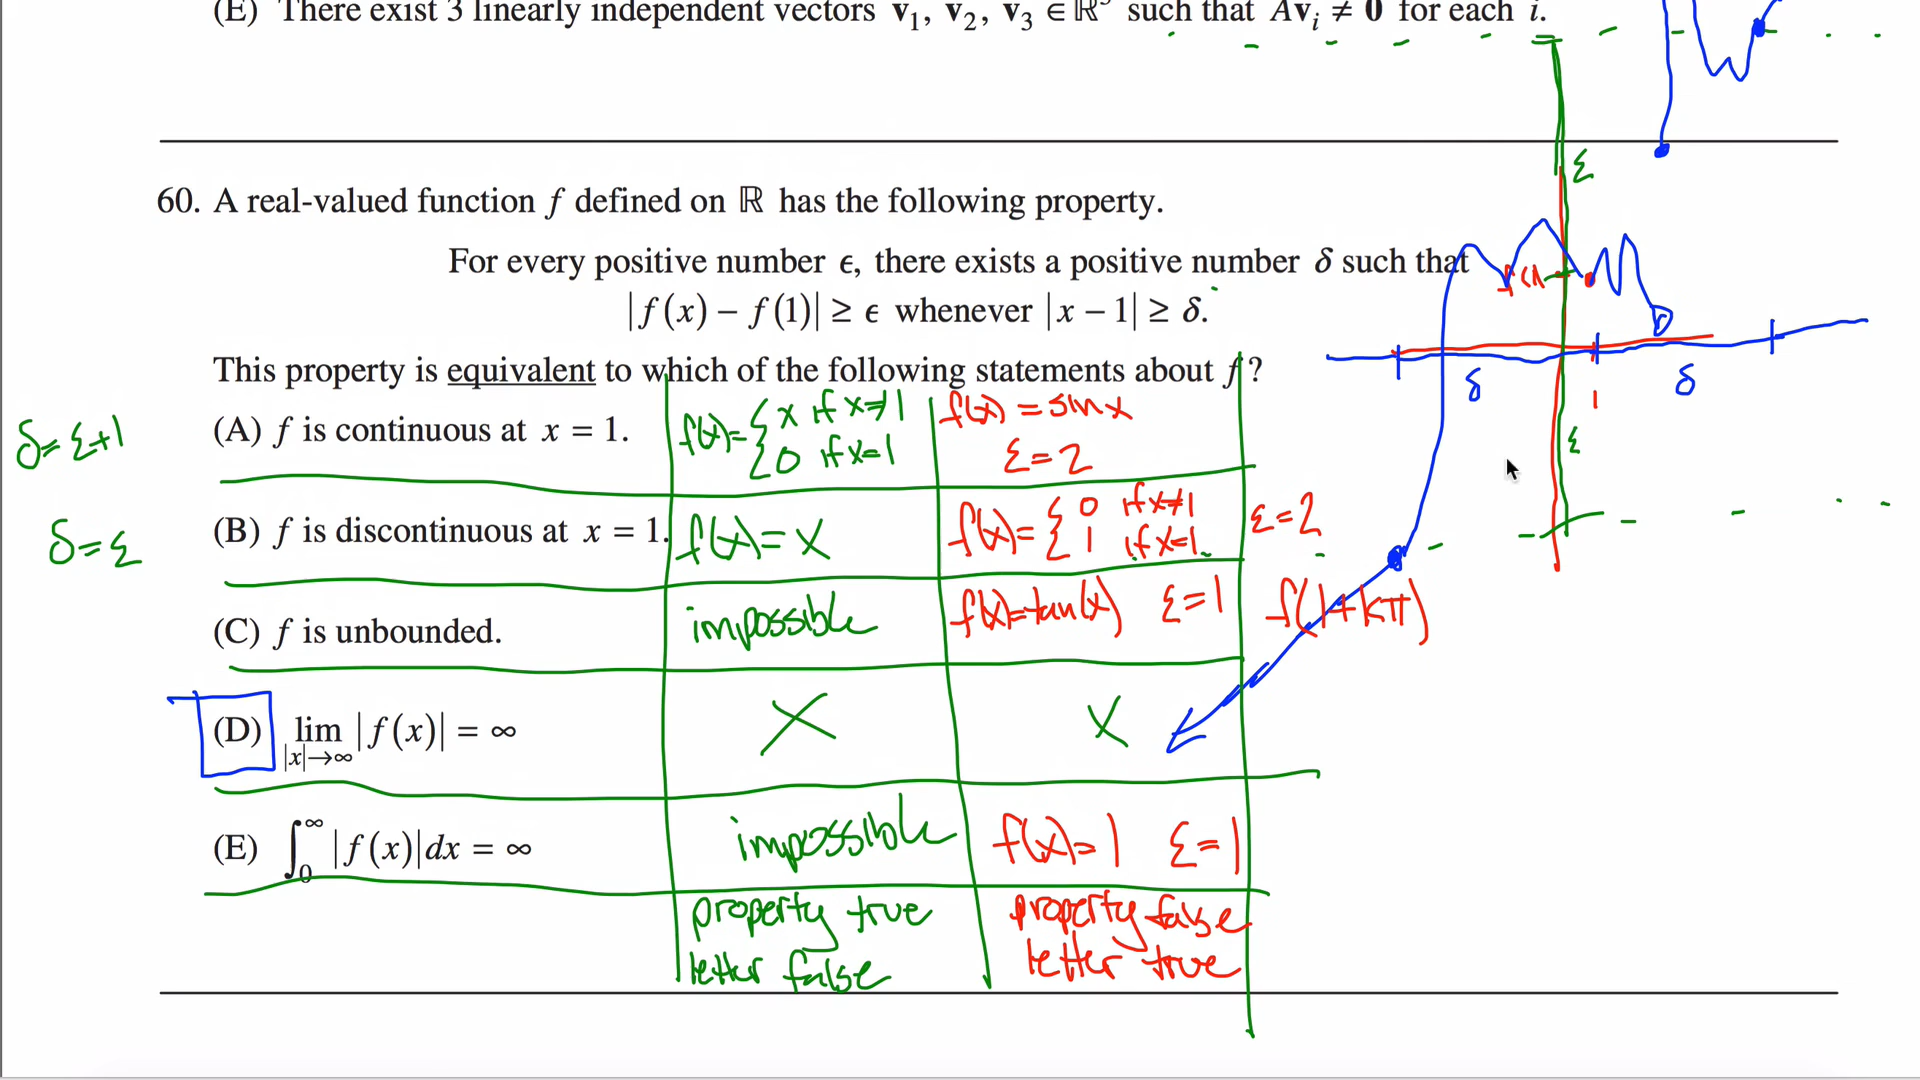 (E) There exist 3 linearly independent vectors v₁, v₂, v₃ ∈ ℝ³ such that Avᵢ ≠ 0 for each i.
ε
60. A real-valued function f defined on ℝ has the following property.
For every positive number ϵ, there exists a positive number δ such that
f(1)
|f(x) − f(1)| ≥ ϵ whenever |x − 1| ≥ δ.
This property is equivalent to which of the following statements about f?
δ 1 δ
δ=ε+1 (A) f is continuous at x = 1. f(x)={x if x≠1 f(x)=sin x
0 if x=1 ε=2 ε
δ=ε (B) f is discontinuous at x = 1. f(x)=x f(x)={0 if x≠1 ε=2
1 if x=1
(C) f is unbounded. impossible f(x)=tan(x) ε=1 f(1+kπ)
(D) lim |x|→∞ |f(x)| = ∞ X X
(E) ∫₀^∞ |f(x)|dx = ∞ impossible f(x)=1 ε=1
property true property false
letter false letter true